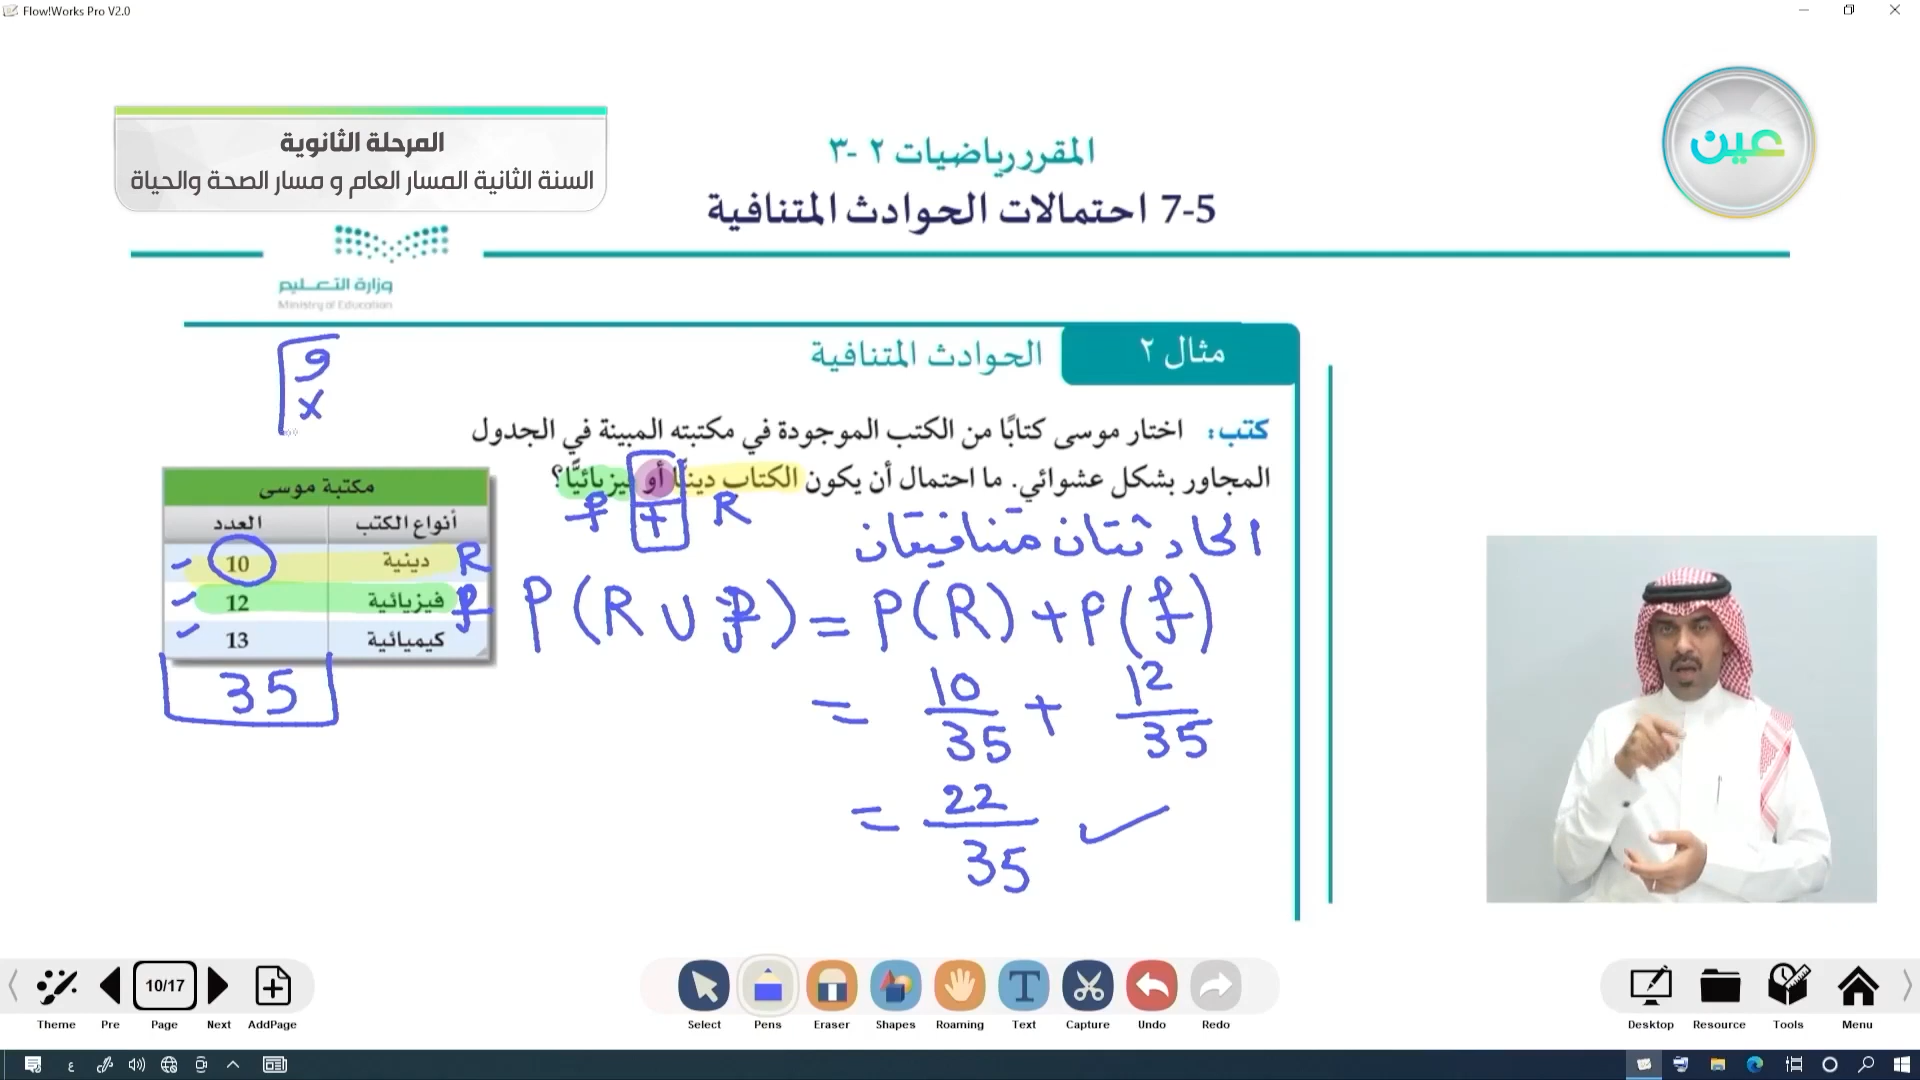 Flow!Works Pro V2.0
عين
المرحلة الثانوية
السنة الثانية المسار العام و مسار الصحة والحياة
المقرر رياضيات ٢ -٣
7-5 احتمالات الحوادث المتنافية
وزارة التعليم
Ministry of Education
مثال ٢
الحوادث المتنافية
كتب: اختار موسى كتابًا من الكتب الموجودة في مكتبته المبينة في الجدول
المجاور بشكل عشوائي. ما احتمال أن يكون الكتاب دينيًا أو فيزيائيًّا؟
و
x
R + f
الحادثتان متنافيتان
مكتبة موسى
أنواع الكتب العدد
دينية 10 R
فيزيائية 12 f
كيميائية 13
35
P(R ∪ f) = P(R) + P(f)
= 10/35 + 12/35
= 22/35
Theme
Pre
10/17
Page
Next
AddPage
Select
Pens
Eraser
Shapes
Roaming
Text
Capture
Undo
Redo
Desktop
Resource
Tools
Menu
ع